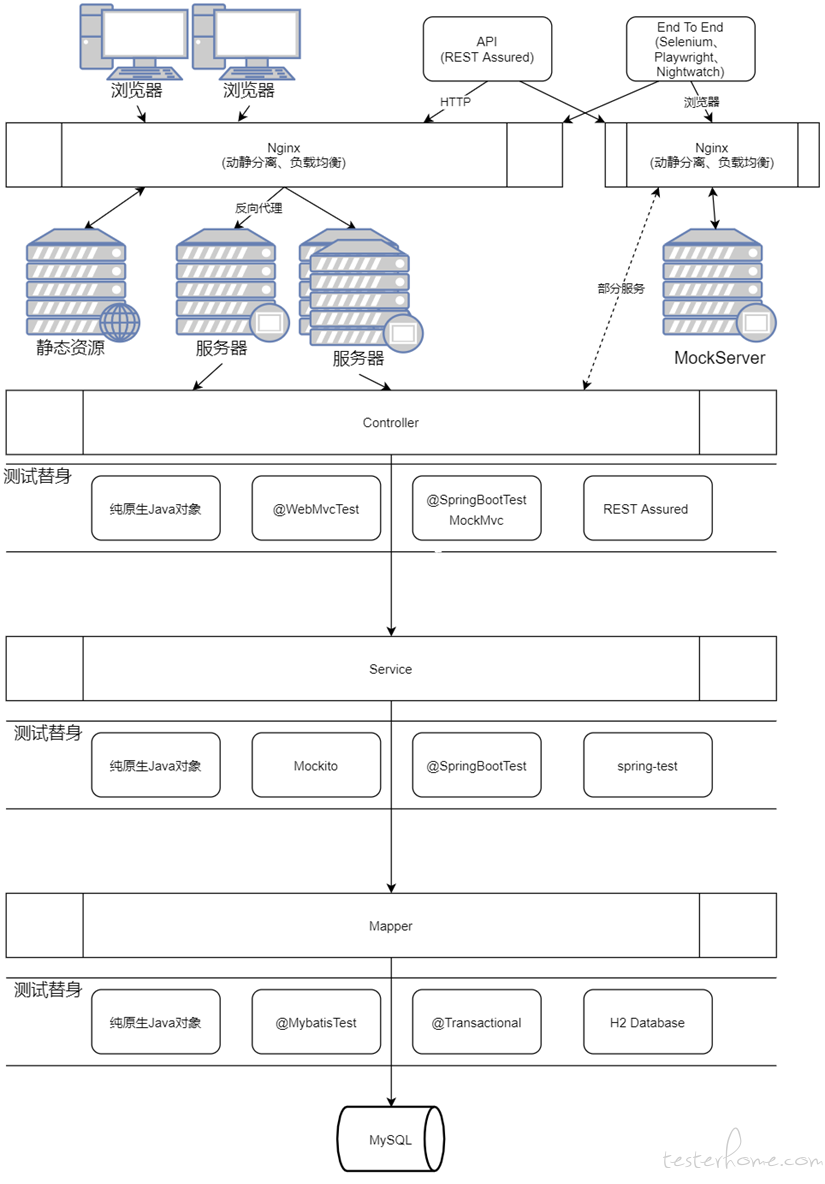 浏览器
浏览器
API
(REST Assured)
End To End
(Selenium、
Playwright、
Nightwatch)
HTTP
浏览器
Nginx
(动静分离、负载均衡)
Nginx
(动静分离、负载均衡)
反向代理
部分服务
静态资源
服务器
服务器
MockServer
Controller
测试替身
纯原生Java对象
@WebMvcTest
@SpringBootTest
MockMvc
REST Assured
Service
测试替身
纯原生Java对象
Mockito
@SpringBootTest
spring-test
Mapper
测试替身
纯原生Java对象
@MybatisTest
@Transactional
H2 Database
MySQL
testerhome.com